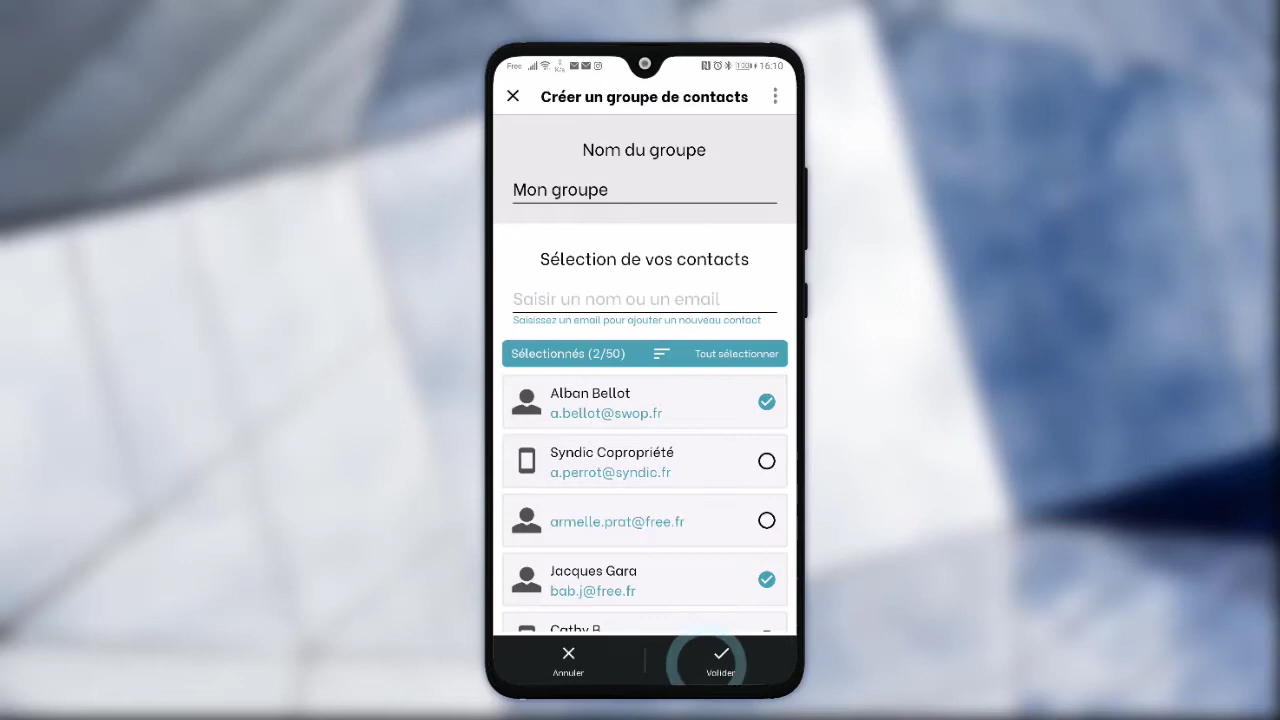 Free 16:10
Créer un groupe de contacts
Nom du groupe
Mon groupe
Sélection de vos contacts
Saisir un nom ou un email
Saisissez un email pour ajouter un nouveau contact
Sélectionnés (2/50) Tout sélectionner
Alban Bellot
a.bellot@swop.fr
Syndic Copropriété
a.perrot@syndic.fr
armelle.prat@free.fr
Jacques Gara
bab.j@free.fr
Cathy B
Annuler Valider